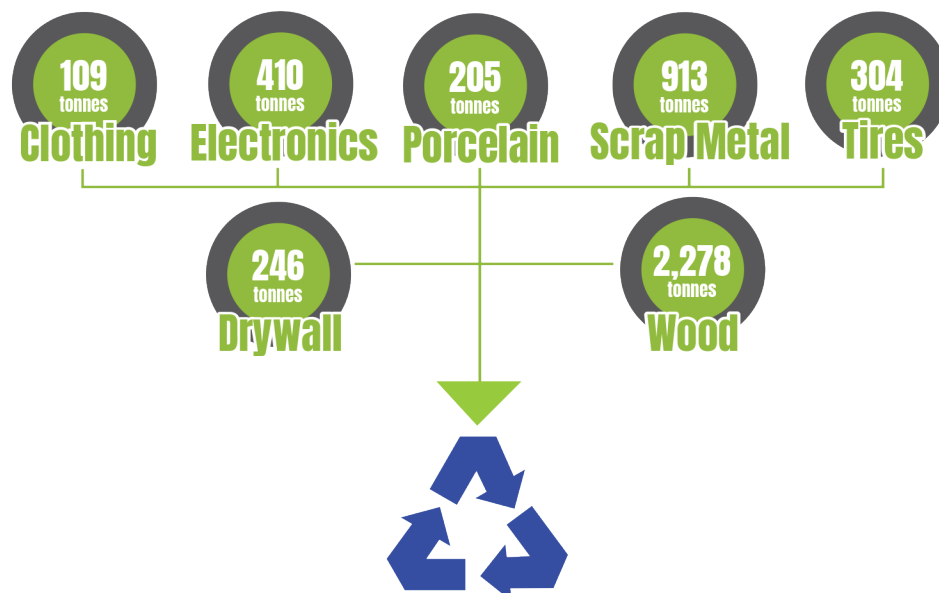 109
tonnes
Clothing
410
tonnes
Electronics
205
tonnes
Porcelain
913
tonnes
Scrap Metal
304
tonnes
Tires
246
tonnes
Drywall
2,278
tonnes
Wood